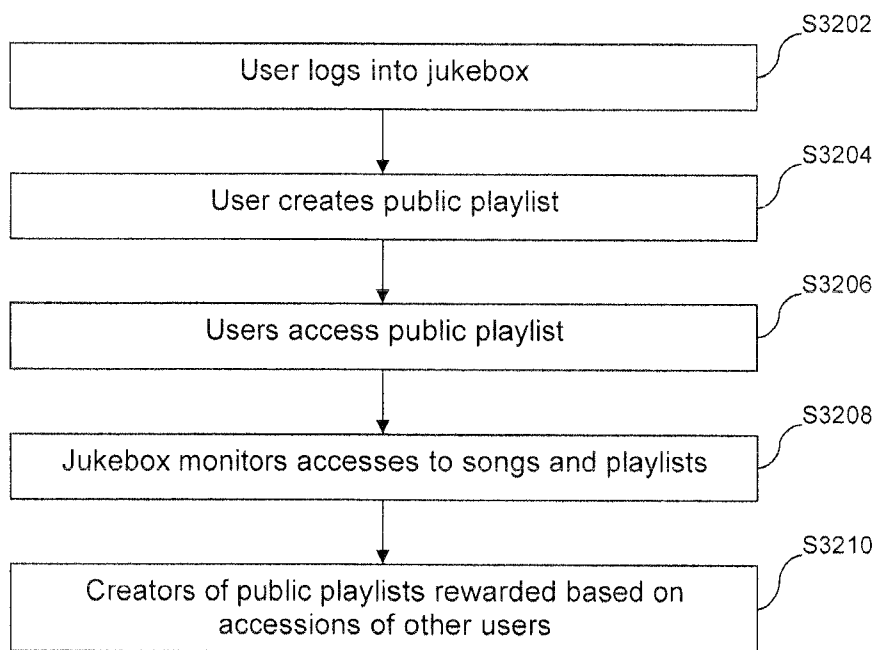 S3202
User logs into jukebox
S3204
User creates public playlist
S3206
Users access public playlist
S3208
Jukebox monitors accesses to songs and playlists
S3210
Creators of public playlists rewarded based on
accessions of other users